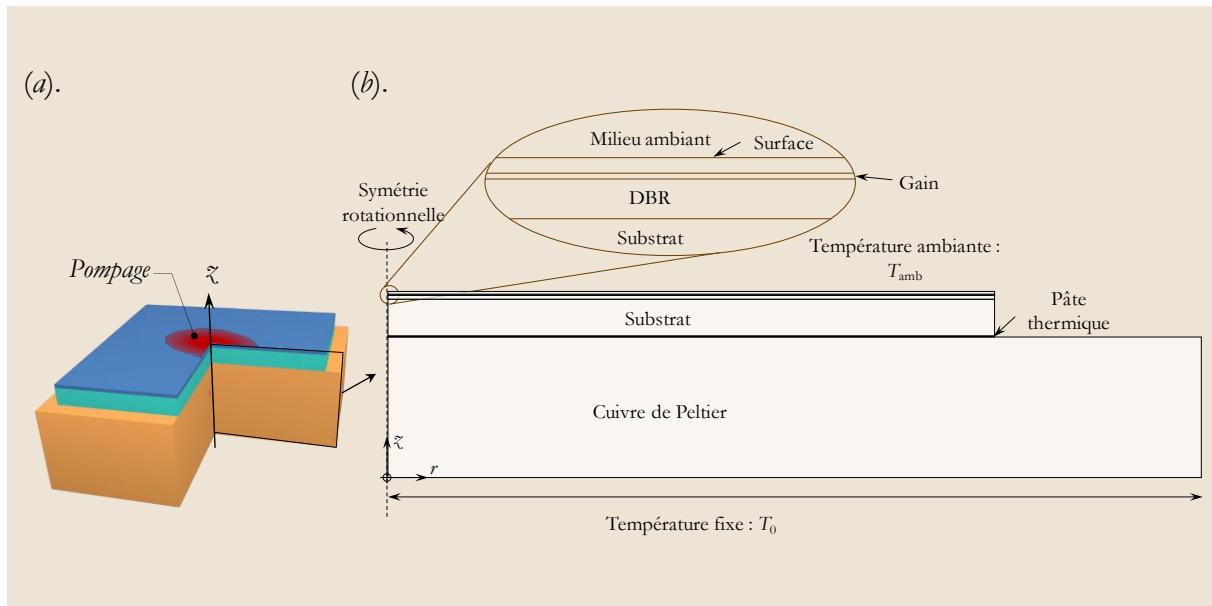 (a).
(b).
Milieu ambiant
Surface
Gain
DBR
Substrat
Symétrie
rotationnelle
Pompage
z
Température ambiante :
Tamb
Substrat
Pâte
thermique
Cuivre de Peltier
z
r
Température fixe : T0